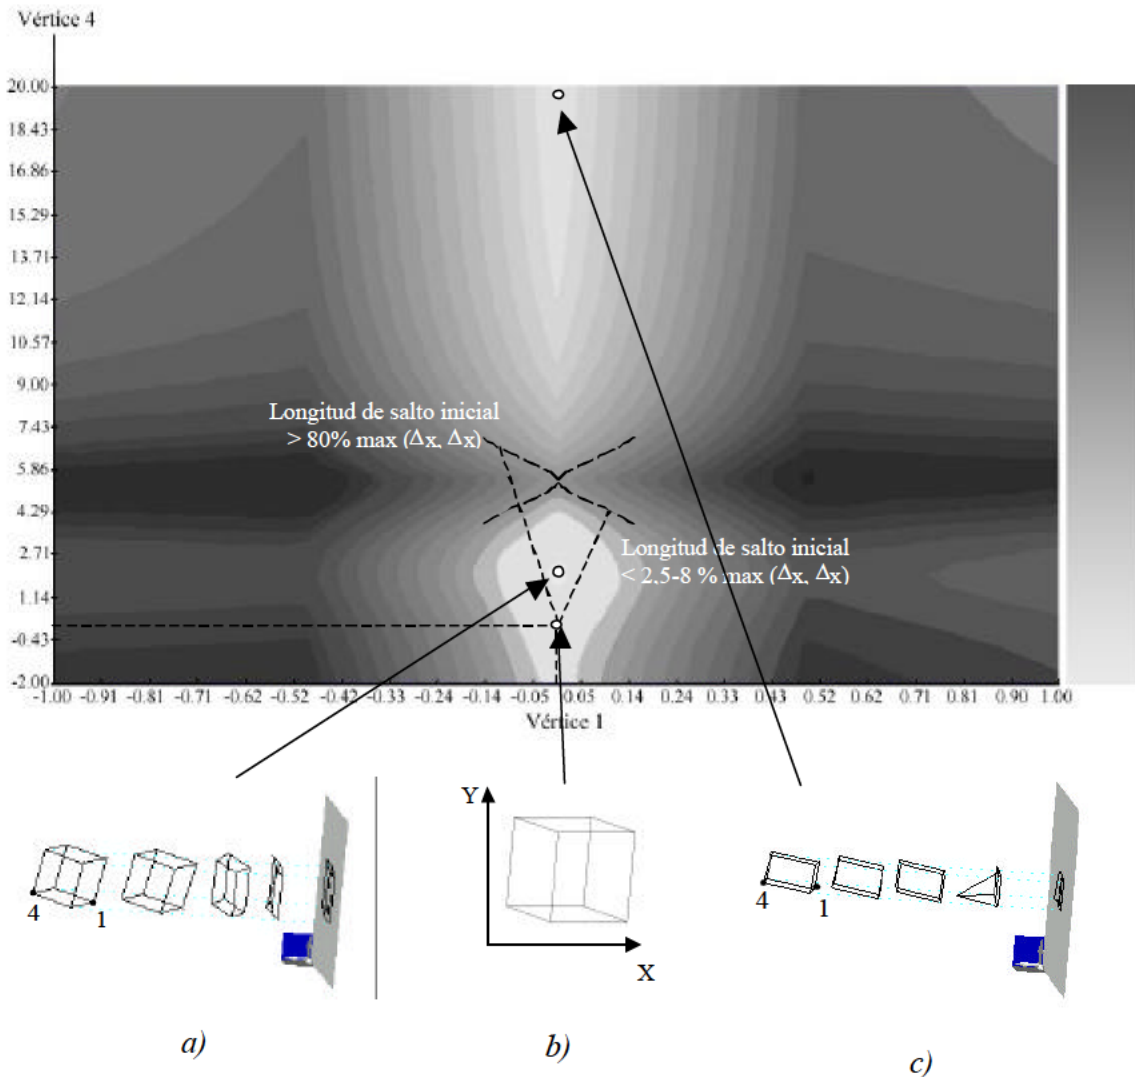 Vértice 4
20.00
18.43
16.86
15.29
13.71
12.14
10.57
9.00
7.43
5.86
4.29
2.71
1.14
-0.43
-2.00
Longitud de salto inicial
> 80% max (Δx, Δx)
Longitud de salto inicial
< 2.5-8 % max (Δx, Δx)
-1.00 -0.91 -0.81 -0.71 -0.62 -0.52 -0.42 -0.33 -0.23 -0.14 -0.05 0.65 0.16 0.24 0.33 0.42 0.52 0.62 0.71 0.81 0.90 1.00
Vértice 1
4
1
Y
X
4
1
a)
b)
c)